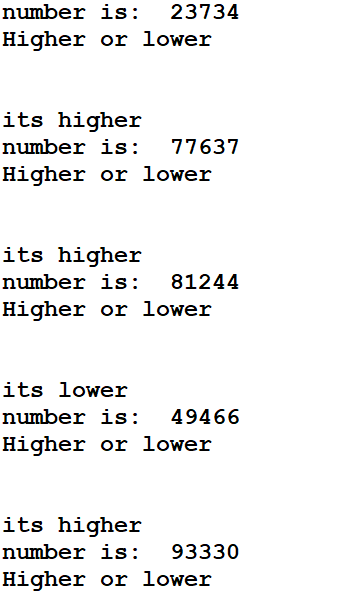 number is:  23734
Higher or lower
its higher
number is:  77637
Higher or lower
its higher
number is:  81244
Higher or lower
its lower
number is:  49466
Higher or lower
its higher
number is:  93330
Higher or lower